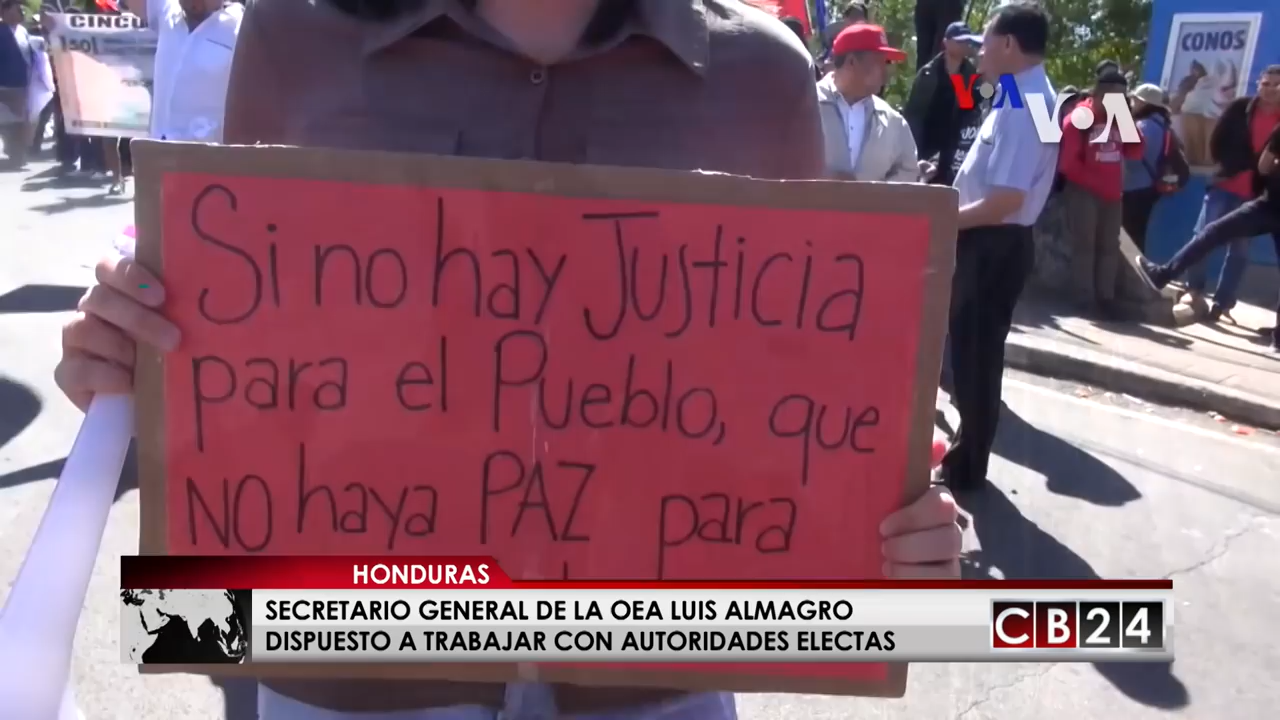 CINCO
CONOS
VOA
VOA
Si no hay Justicia
para el Pueblo, que
NO haya PAZ para
HONDURAS
SECRETARIO GENERAL DE LA OEA LUIS ALMAGRO
DISPUESTO A TRABAJAR CON AUTORIDADES ELECTAS
CB24